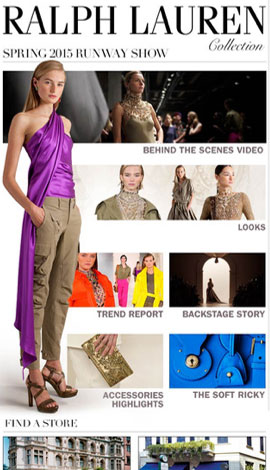 RALPH LAUREN
Collection
SPRING 2015 RUNWAY SHOW
BEHIND THE SCENES VIDEO
LOOKS
TREND REPORT
BACKSTAGE STORY
ACCESSORIES
HIGHLIGHTS
THE SOFT RICKY
FIND A STORE